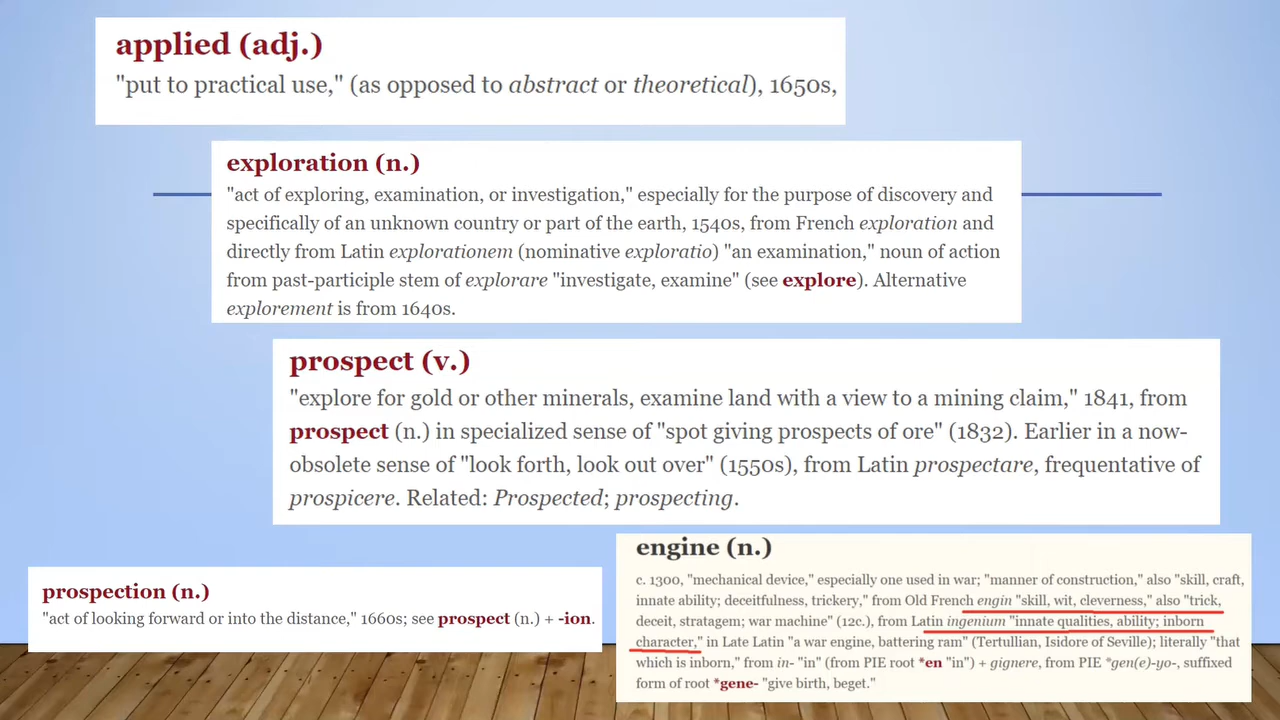 applied (adj.)
"put to practical use," (as opposed to abstract or theoretical), 1650s,
exploration (n.)
"act of exploring, examination, or investigation," especially for the purpose of discovery and
specifically of an unknown country or part of the earth, 1540s, from French exploration and
directly from Latin explorationem (nominative exploratio) "an examination," noun of action
from past-participle stem of explorare "investigate, examine" (see explore). Alternative
explorement is from 1640s.
prospect (v.)
"explore for gold or other minerals, examine land with a view to a mining claim," 1841, from
prospect (n.) in specialized sense of "spot giving prospects of ore" (1832). Earlier in a now-
obsolete sense of "look forth, look out over" (1550s), from Latin prospectare, frequentative of
prospicere. Related: Prospected; prospecting.
prospection (n.)
"act of looking forward or into the distance," 1660s; see prospect (n.) + -ion.
engine (n.)
c. 1300, "mechanical device," especially one used in war; "manner of construction," also "skill, craft,
innate ability; deceitfulness, trickery," from Old French engin "skill, wit, cleverness," also "trick,
deceit, stratagem; war machine" (12c.), from Latin ingenium "innate qualities, ability; inborn
character," in Late Latin "a war engine, battering ram" (Tertullian, Isidore of Seville); literally "that
which is inborn," from in- "in" (from PIE root *en "in") + gignere, from PIE *gen(e)-yo-, suffixed
form of root *gene- "give birth, beget."